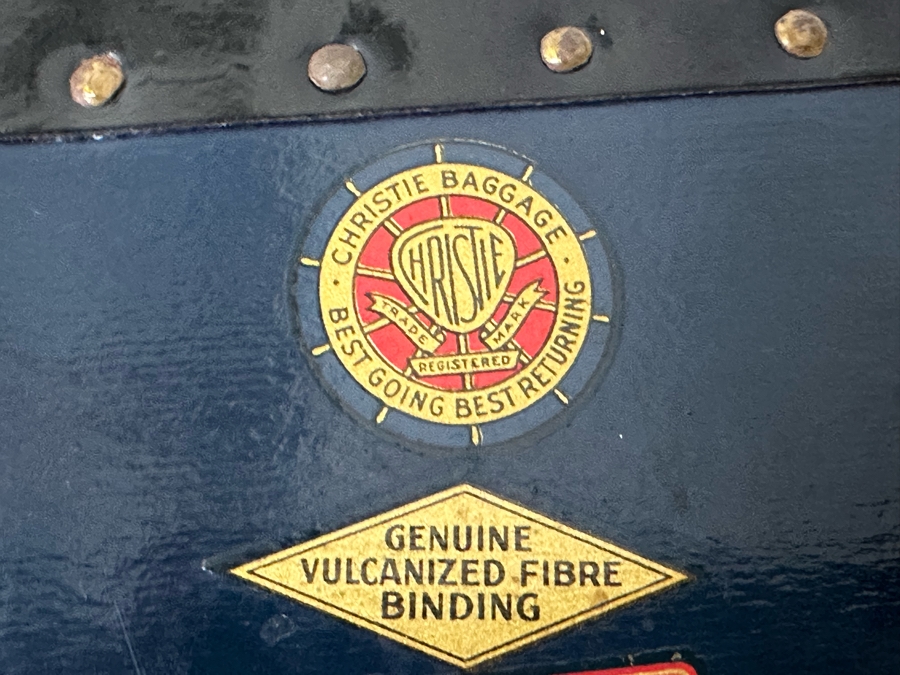 CHRISTIE BAGGAGE
CHRISTIE
TRADE MARK
REGISTERED
BEST GOING BEST RETURNING
GENUINE
VULCANIZED FIBRE
BINDING